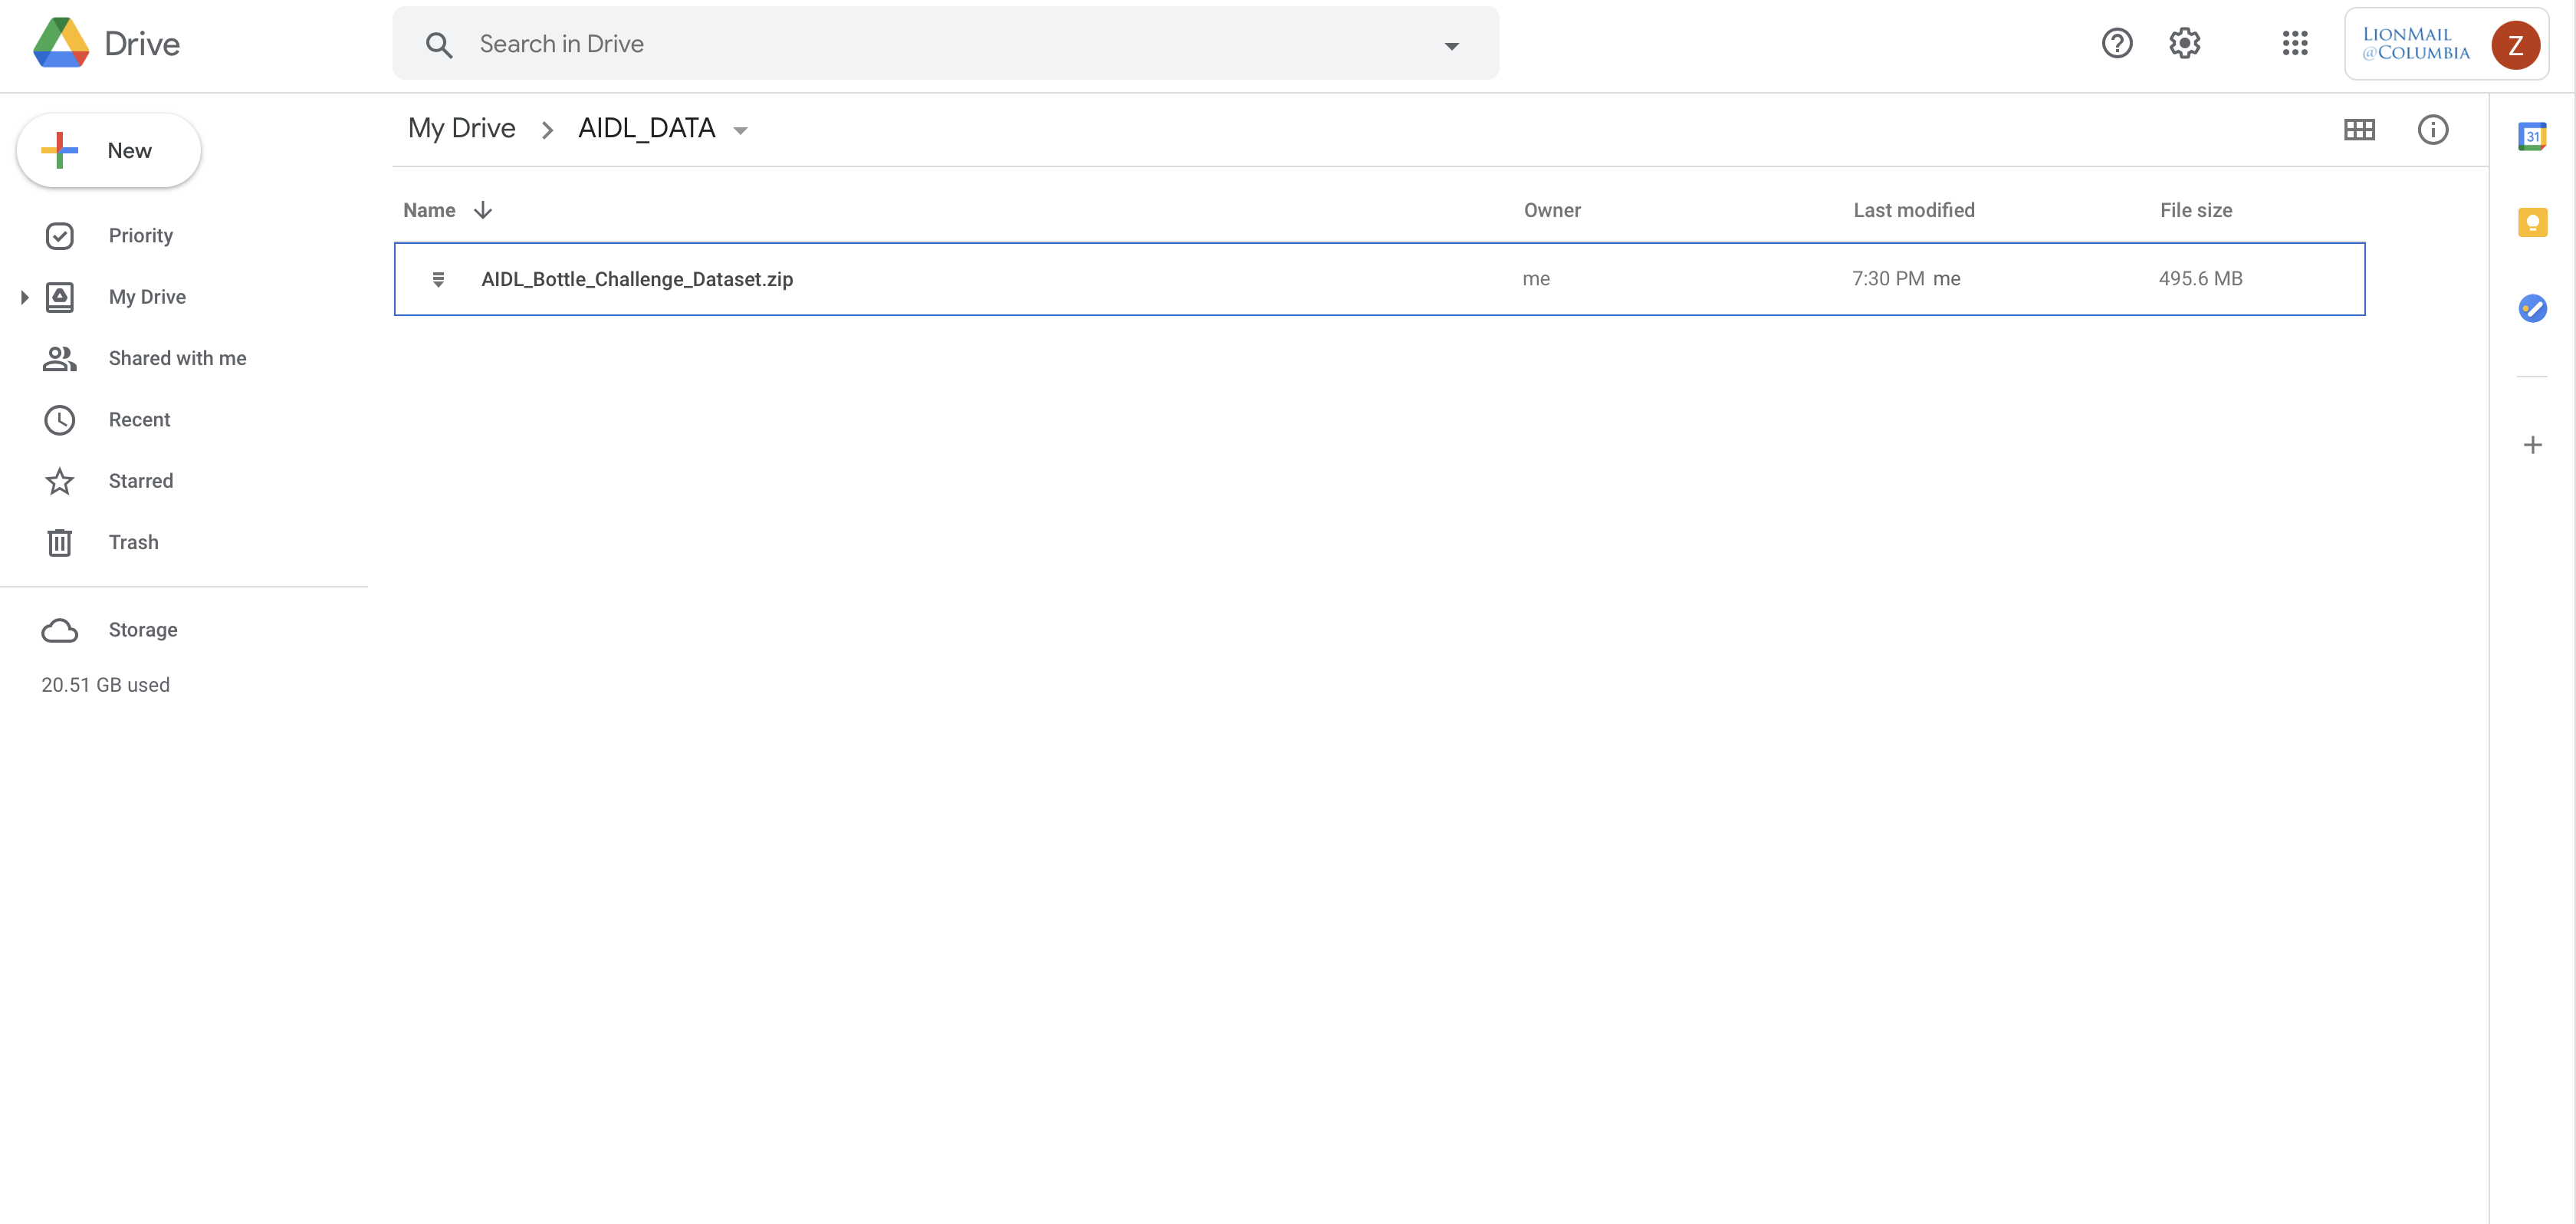 Drive
Search in Drive
LIONMAIL
@COLUMBIA
Z
New
My Drive
AIDL_DATA
31
Priority
My Drive
Shared with me
Recent
Starred
Trash
Storage
20.51 GB used
Name Owner Last modified File size
AIDL_Bottle_Challenge_Dataset.zip me 7:30 PM me 495.6 MB